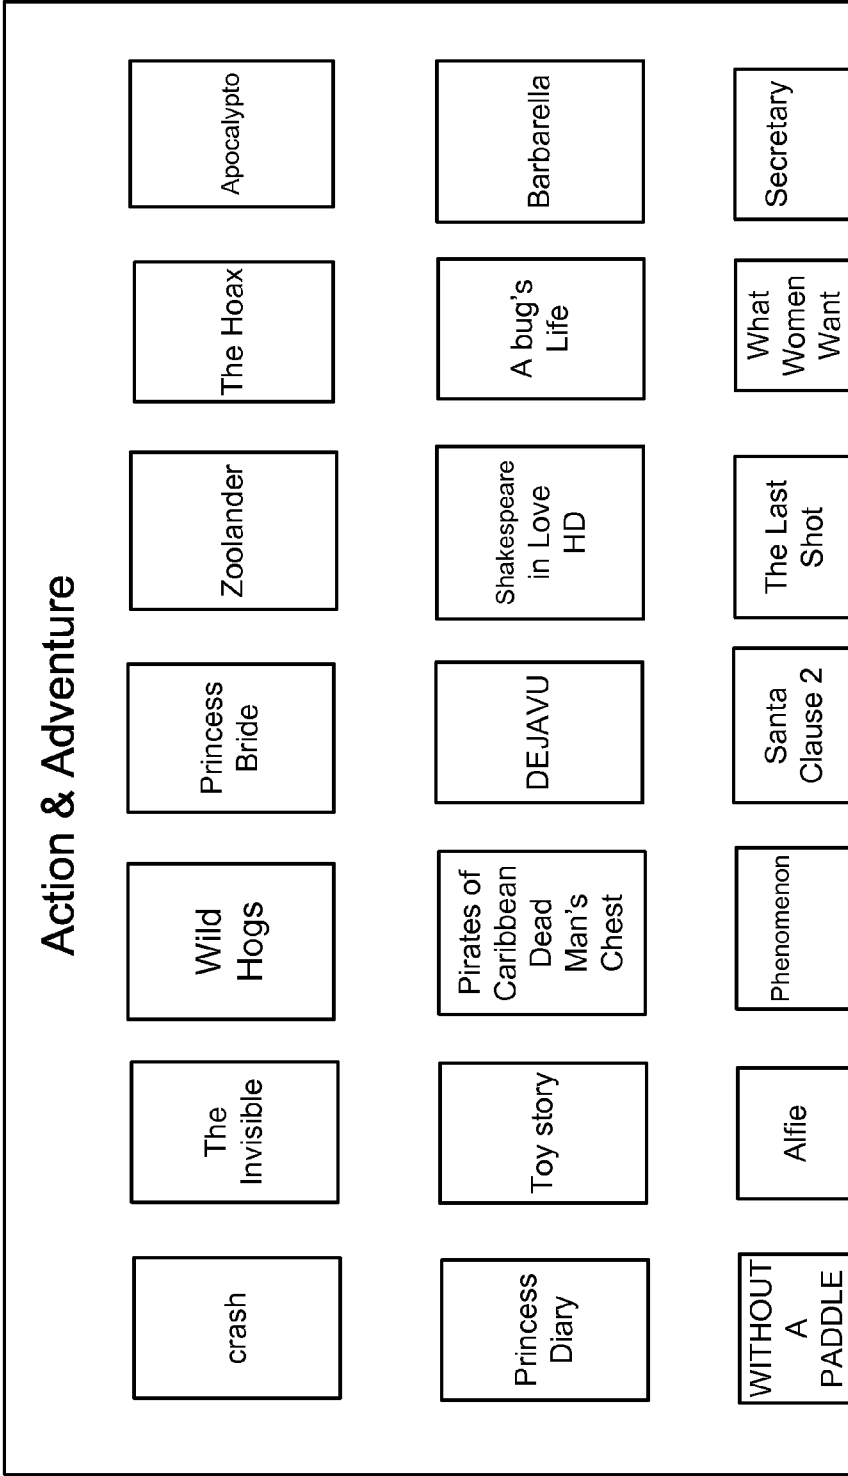 Action & Adventure
crash
The
Invisible
Wild
Hogs
Princess
Bride
Zoolander
The Hoax
Apocalypto
Princess
Diary
Toy story
Pirates of
Caribbean
Dead
Man's
Chest
DEJAVU
Shakespeare
in Love
HD
A bug's
Life
Barbarella
WITHOUT
A
PADDLE
Alfie
Phenomenon
Santa
Clause 2
The Last
Shot
What
Women
Want
Secretary